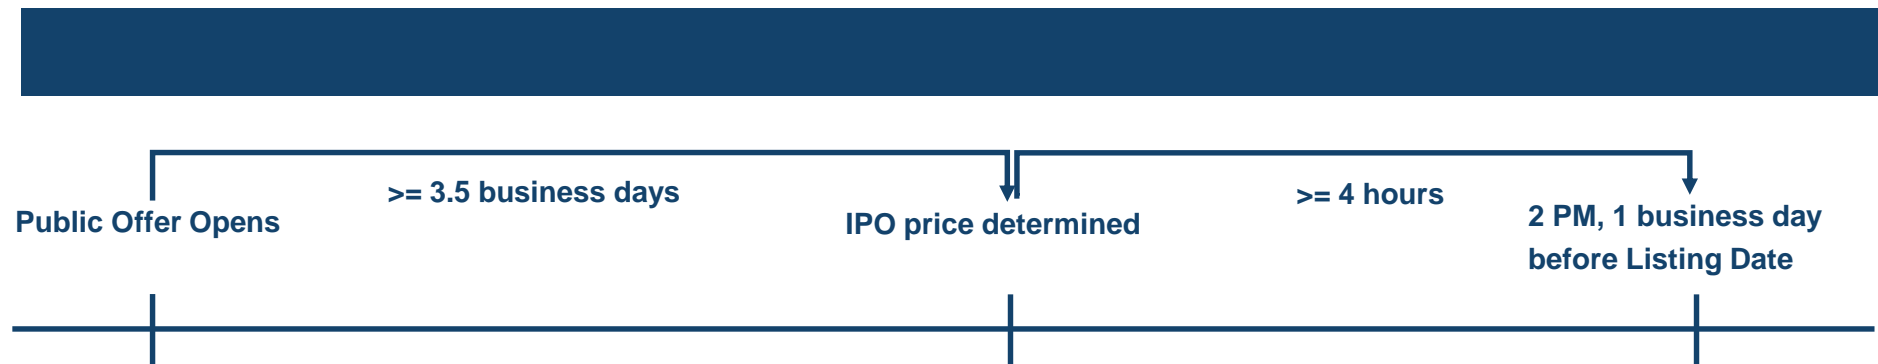 >= 3.5 business days
>= 4 hours
Public Offer Opens
IPO price determined
2 PM, 1 business day
before Listing Date